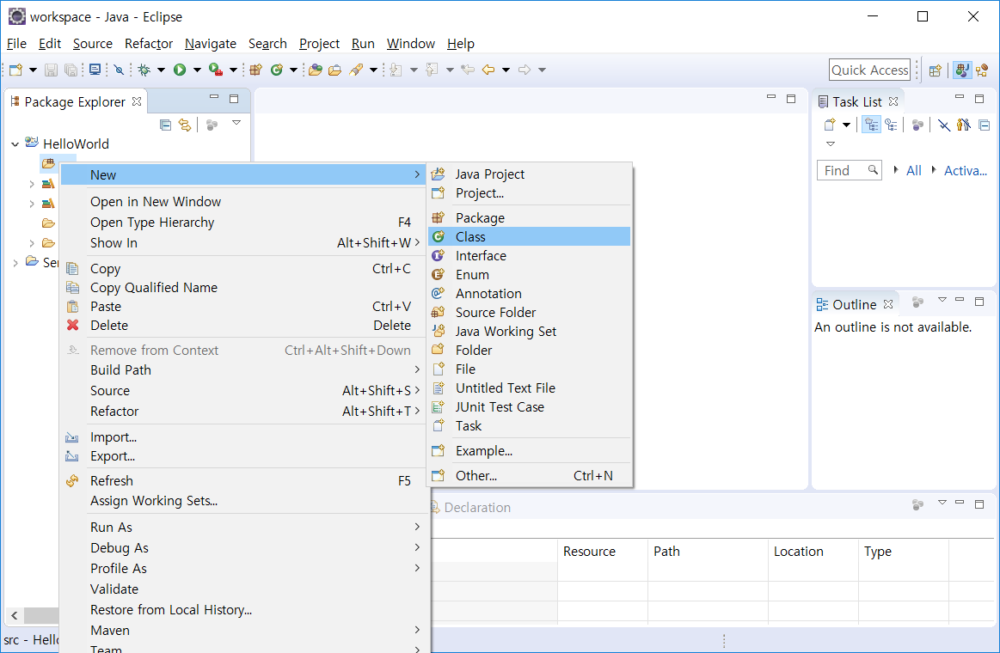 workspace - Java - Eclipse
File Edit Source Refactor Navigate Search Project Run Window Help
Quick Access
Package Explorer
Task List
HelloWorld
Find All Activa...
New
Open in New Window
Open Type Hierarchy F4
Show In Alt+Shift+W
Copy Ctrl+C
Copy Qualified Name
Paste Ctrl+V
Delete Delete
Remove from Context Ctrl+Alt+Shift+Down
Build Path
Source Alt+Shift+S
Refactor Alt+Shift+T
Import...
Export...
Refresh F5
Assign Working Sets...
Run As
Debug As
Profile As
Validate
Restore from Local History...
Maven
Team
Java Project
Project...
Package
Class
Interface
Enum
Annotation
Source Folder
Java Working Set
Folder
File
Untitled Text File
JUnit Test Case
Task
Example...
Other... Ctrl+N
Outline
An outline is not available.
Declaration
Resource Path Location Type
src - Hello